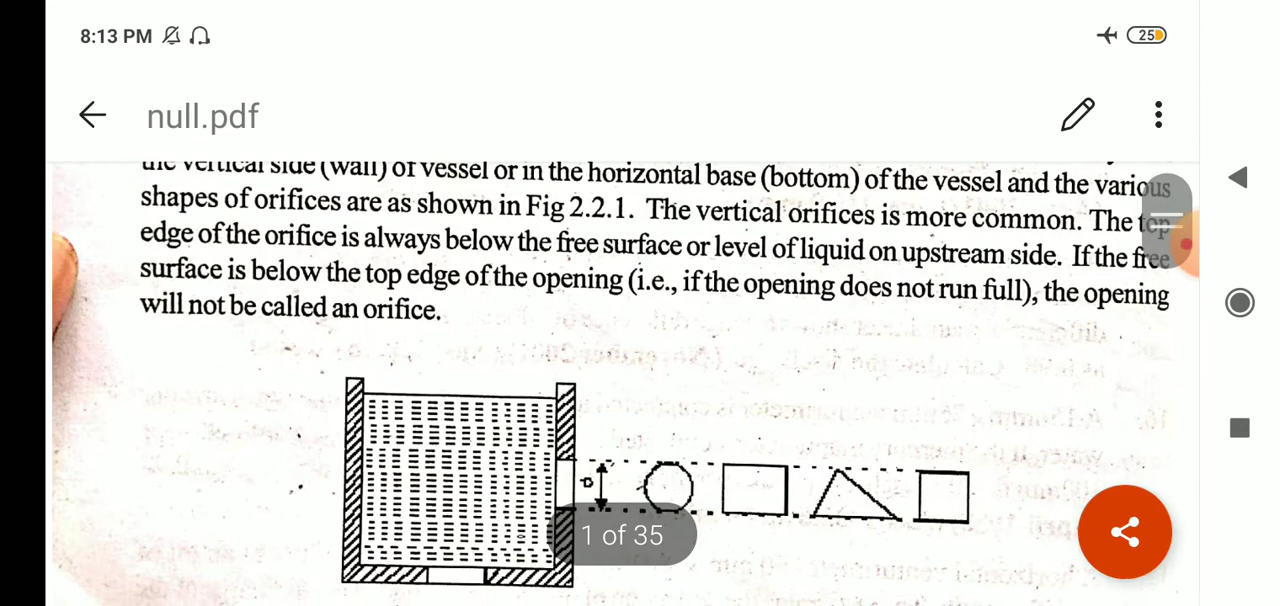 8:13 PM
25
null.pdf
the vertical side (wall) of vessel or in the horizontal base (bottom) of the vessel and the various
shapes of orifices are as shown in Fig 2.2.1. The vertical orifices is more common. The top
edge of the orifice is always below the free surface or level of liquid on upstream side. If the free
surface is below the top edge of the opening (i.e., if the opening does not run full), the opening
will not be called an orifice.
1 of 35